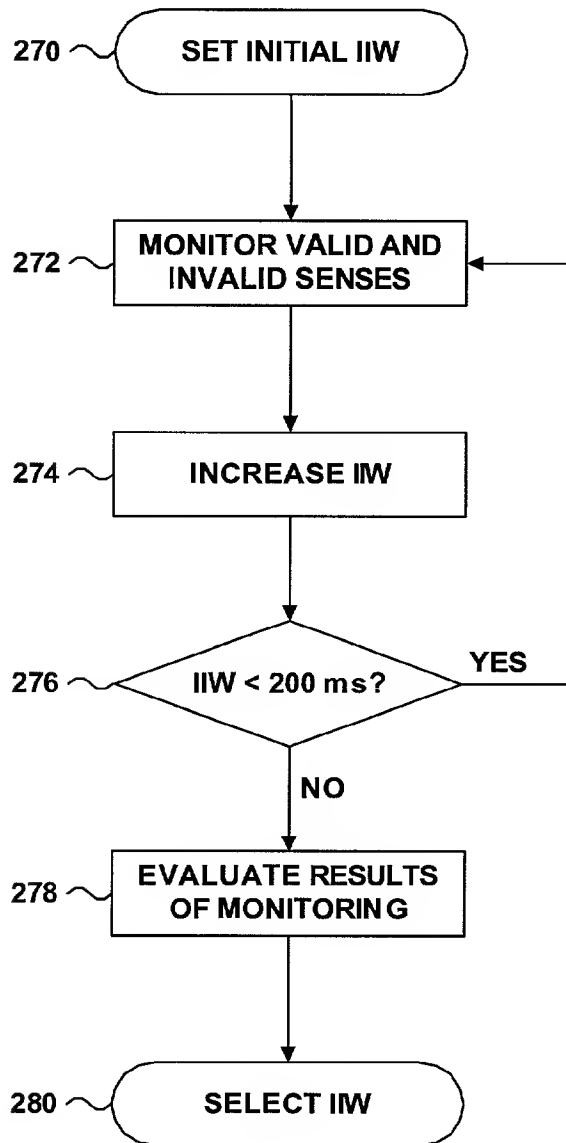 270
SET INITIAL IIW
272
MONITOR VALID AND
INVALID SENSES
274
INCREASE IIW
276
IIW < 200 ms?
YES
NO
278
EVALUATE RESULTS
OF MONITORING
280
SELECT IIW